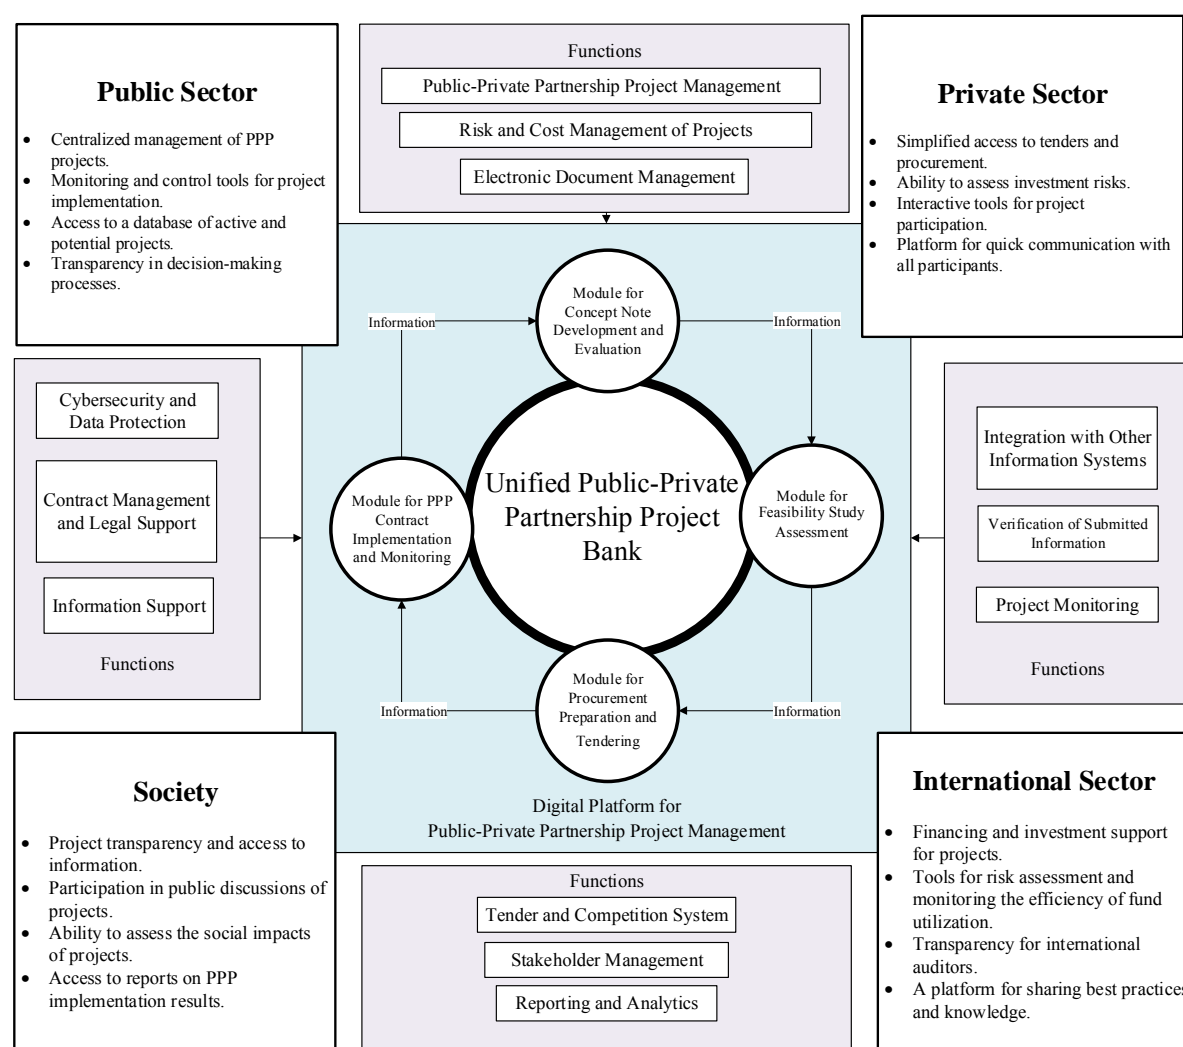 Public Sector
• Centralized management of PPP
projects.
• Monitoring and control tools for project
implementation.
• Access to a database of active and
potential projects.
• Transparency in decision-making
processes.
Functions
Public-Private Partnership Project Management
Risk and Cost Management of Projects
Electronic Document Management
Private Sector
• Simplified access to tenders and
procurement.
• Ability to assess investment risks.
• Interactive tools for project
participation.
• Platform for quick communication with
all participants.
Cybersecurity and
Data Protection
Contract Management
and Legal Support
Information Support
Functions
Information
Module for
Concept Note
Development and
Evaluation
Information
Module for PPP
Contract
Implementation
and Monitoring
Unified Public-Private
Partnership Project
Bank
Module for
Feasibility Study
Assessment
Information
Module for
Procurement
Preparation and
Tendering
Information
Digital Platform for
Public-Private Partnership Project Management
Integration with Other
Information Systems
Verification of Submitted
Information
Project Monitoring
Functions
Society
• Project transparency and access to
information.
• Participation in public discussions of
projects.
• Ability to assess the social impacts
of projects.
• Access to reports on PPP
implementation results.
Functions
Tender and Competition System
Stakeholder Management
Reporting and Analytics
International Sector
• Financing and investment support
for projects.
• Tools for risk assessment and
monitoring the efficiency of fund
utilization.
• Transparency for international
auditors.
• A platform for sharing best practices
and knowledge.